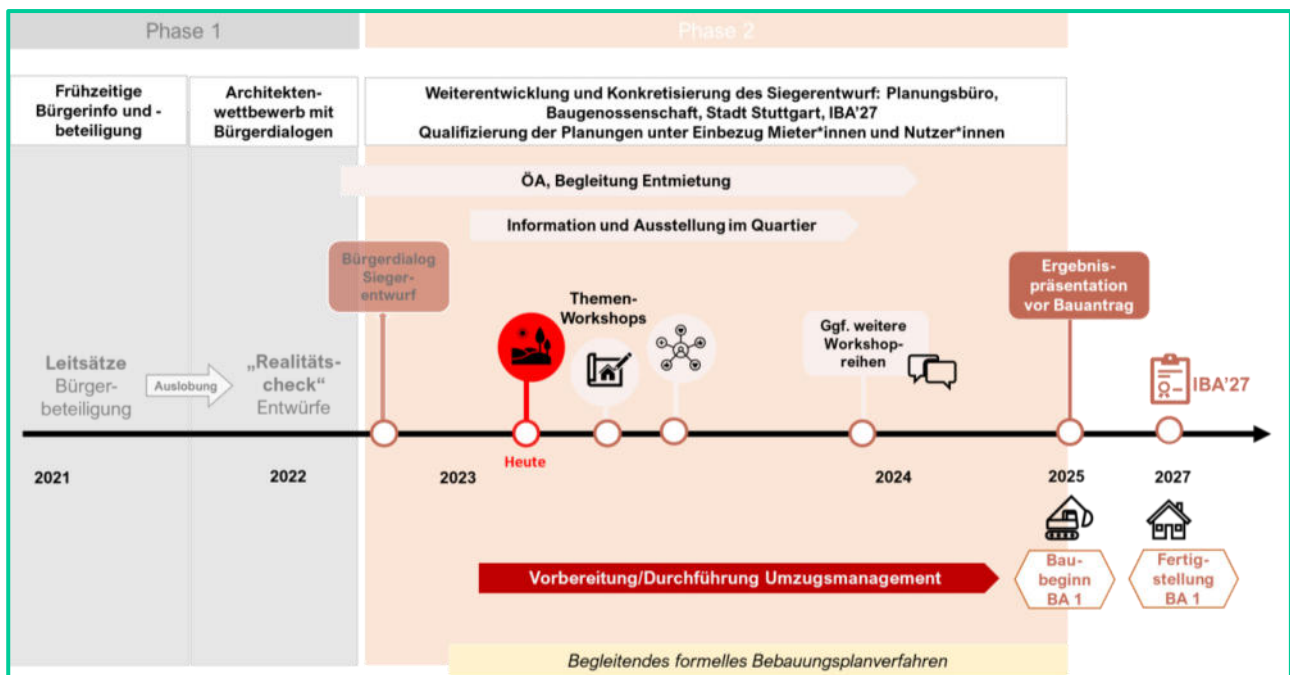 Phase 1
Phase 2
Frühzeitige
Bürgerinfo und -
beteiligung
Architekten-
wettbewerb mit
Bürgerdialogen
Weiterentwicklung und Konkretisierung des Siegerentwurf: Planungsbüro,
Baugenossenschaft, Stadt Stuttgart, IBA’27
Qualifizierung der Planungen unter Einbezug Mieter*innen und Nutzer*innen
ÖA, Begleitung Entmietung
Information und Ausstellung im Quartier
Bürgerdialog
Sieger-
entwurf
Themen-
Workshops
Ggf. weitere
Workshop-
reihen
Ergebnis-
präsentation
vor Bauantrag
Leitsätze
Bürger-
beteiligung
Auslobung
„Realitäts-
check“
Entwürfe
IBA’27
Heute
2021
2022
2023
2024
2025
2027
Vorbereitung/Durchführung Umzugsmanagement
Bau-
beginn
BA 1
Fertig-
stellung
BA 1
Begleitendes formelles Bebauungsplanverfahren